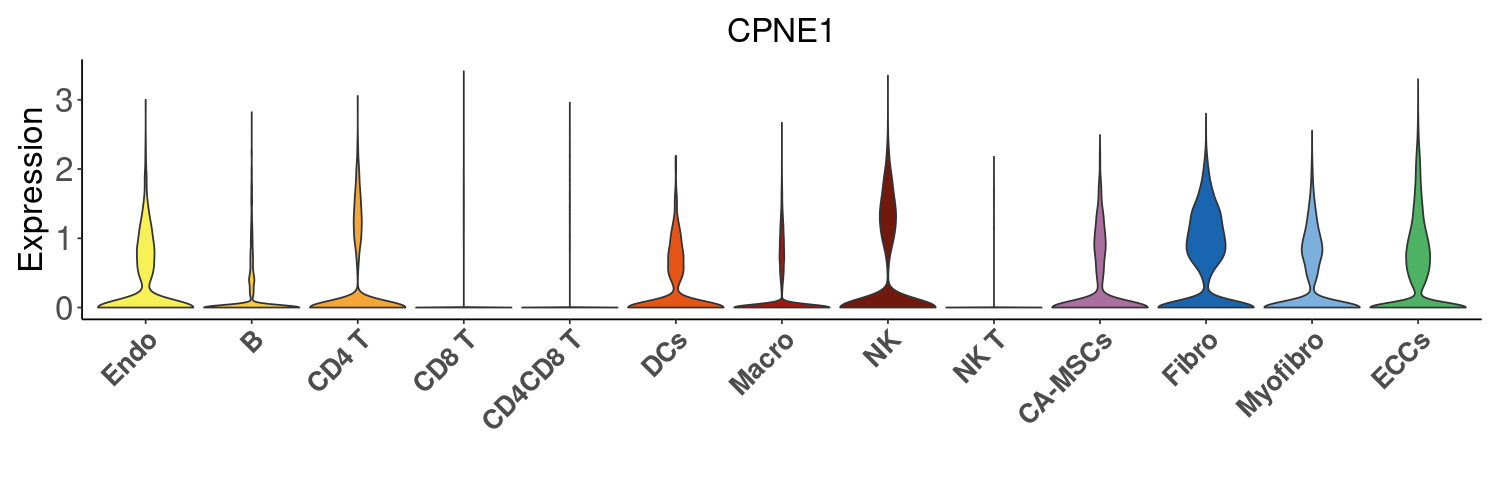 CPNE1
Expression
3
2
1
0
Endo
B
CD4 T
CD8 T
CD4CD8 T
DCs
Macro
NK
NK T
CA-MSCs
Fibro
Myofibro
ECCs